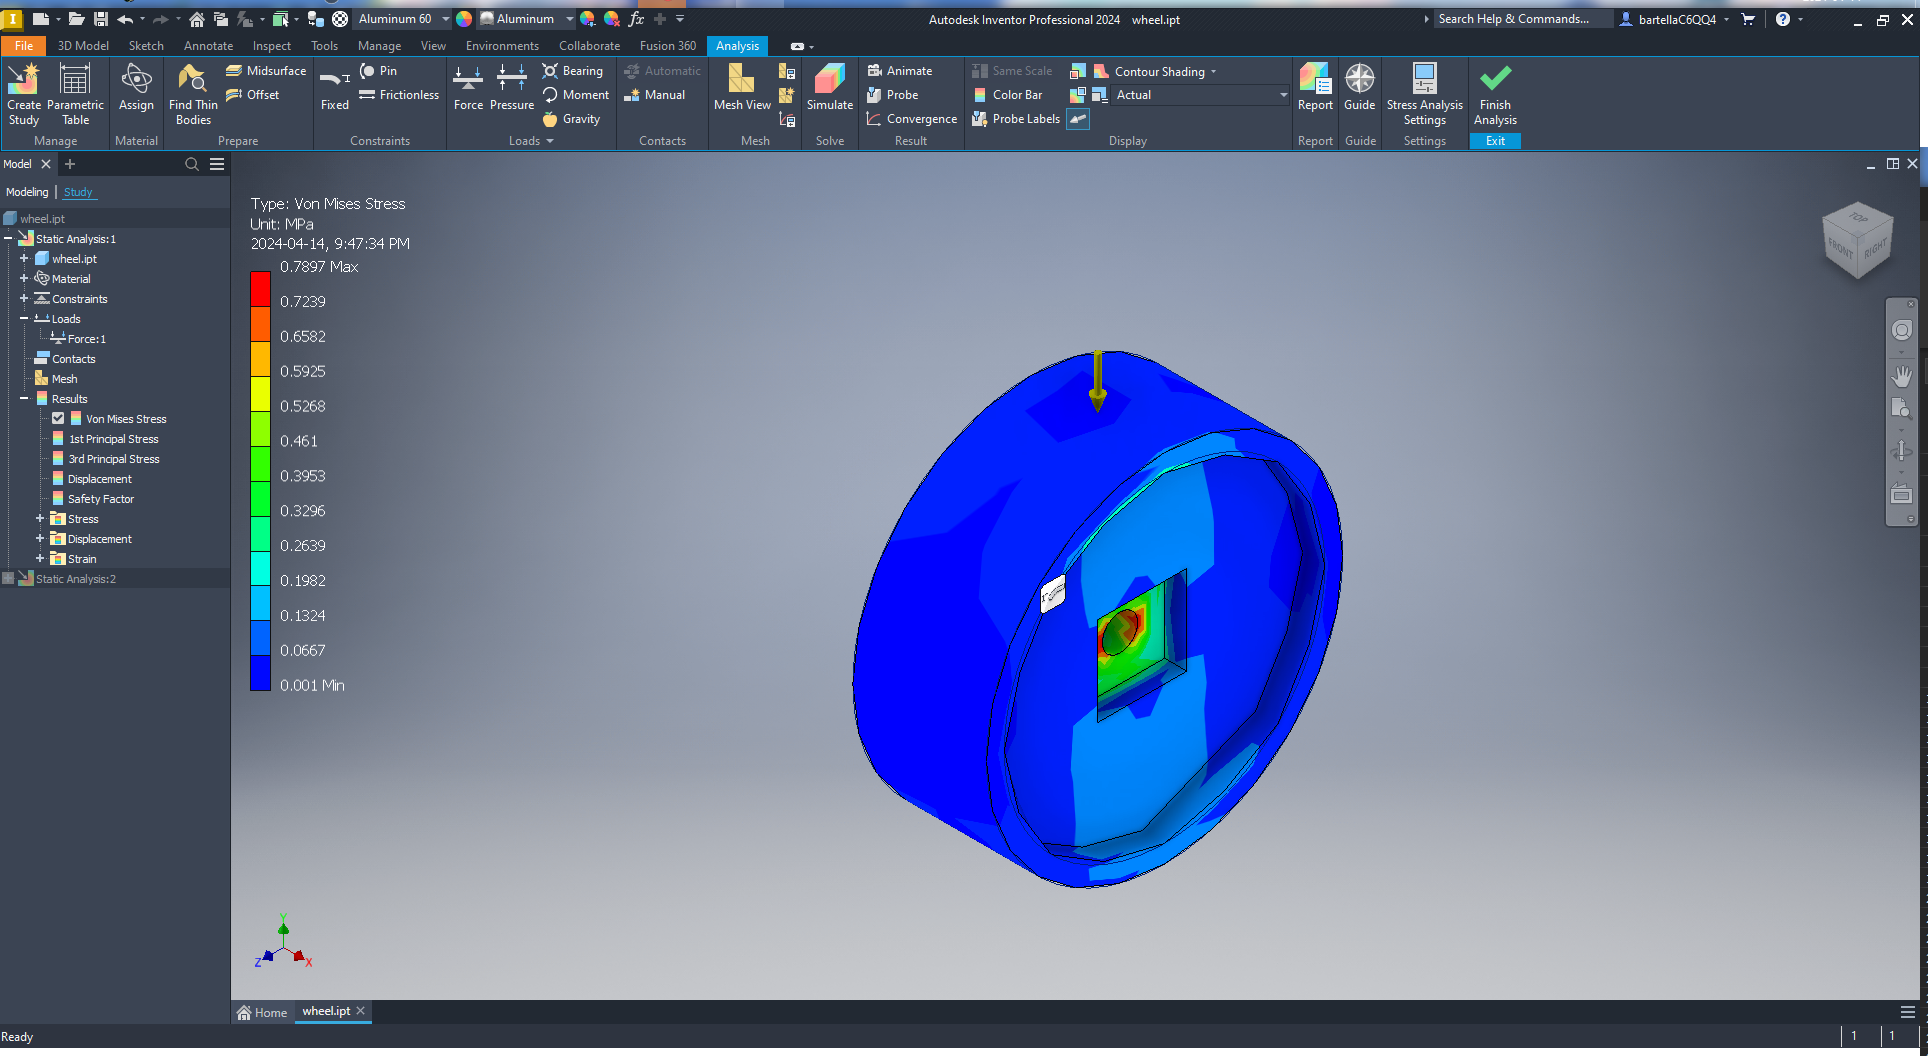 Aluminum 60
Aluminum
fx
Autodesk Inventor Professional 2024 wheel.ipt
Search Help & Commands...
bartellaC6QQ4
File
3D Model
Sketch
Annotate
Inspect
Tools
Manage
View
Environments
Collaborate
Fusion 360
Analysis
Create Study
Parametric Table
Manage
Assign
Material
Find Thin Bodies
Midsurface
Offset
Prepare
Fixed
Pin
Frictionless
Constraints
Force
Pressure
Bearing
Moment
Gravity
Loads
Automatic
Manual
Contacts
Mesh View
Mesh
Simulate
Solve
Animate
Probe
Convergence
Result
Same Scale
Color Bar
Probe Labels
Contour Shading
Actual
Display
Report
Report
Guide
Guide
Stress Analysis Settings
Settings
Finish Analysis
Exit
Model
Modeling | Study
wheel.ipt
Static Analysis:1
wheel.ipt
Material
Constraints
Loads
Force:1
Contacts
Mesh
Results
Von Mises Stress
1st Principal Stress
3rd Principal Stress
Displacement
Safety Factor
Stress
Displacement
Strain
Static Analysis:2
Type: Von Mises Stress
Unit: MPa
2024-04-14, 9:47:34 PM
0.7897 Max
0.7239
0.6582
0.5925
0.5268
0.461
0.3953
0.3296
0.2639
0.1982
0.1324
0.0667
0.001 Min
TOP
FRONT
RIGHT
Y
Z
X
Home
wheel.ipt
Ready
1
1